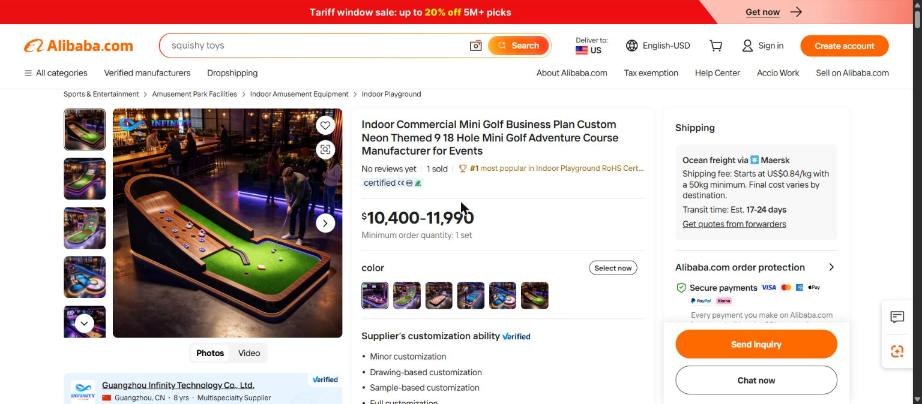 Tariff window sale: up to 20% off 5M+ picks
Get now
Alibaba.com
squishy toys
Search
Deliver to:
US
English-USD
Sign in
Create account
All categories
Verified manufacturers
Dropshipping
About Alibaba.com
Tax exemption
Help Center
Accio Work
Sell on Alibaba.com
Sports & Entertainment > Amusement Park Facilities > Indoor Amusement Equipment > Indoor Playground
Indoor Commercial Mini Golf Business Plan Custom
Neon Themed 9 18 Hole Mini Golf Adventure Course
Manufacturer for Events
No reviews yet
1 sold
#1 most popular in Indoor Playground RoHS Cert...
certified
$10,400-11,990
Minimum order quantity: 1 set
color
Select now
Supplier's customization ability Verified
• Minor customization
• Drawing-based customization
• Sample-based customization
• Full customization
Photos
Video
Guangzhou Infinity Technology Co., Ltd.
Verified
INFINITY
Guangzhou, CN • 8 yrs • Multispecialty Supplier
Shipping
Ocean freight via Maersk
Shipping fee: Starts at US$0.84/kg with
a 50kg minimum. Final cost varies by
destination.
Transit time: Est. 17-24 days
Get quotes from forwarders
Alibaba.com order protection
Secure payments VISA Pay
PayPal Klarna
Every payment you make on Alibaba.com
Send Inquiry
Chat now